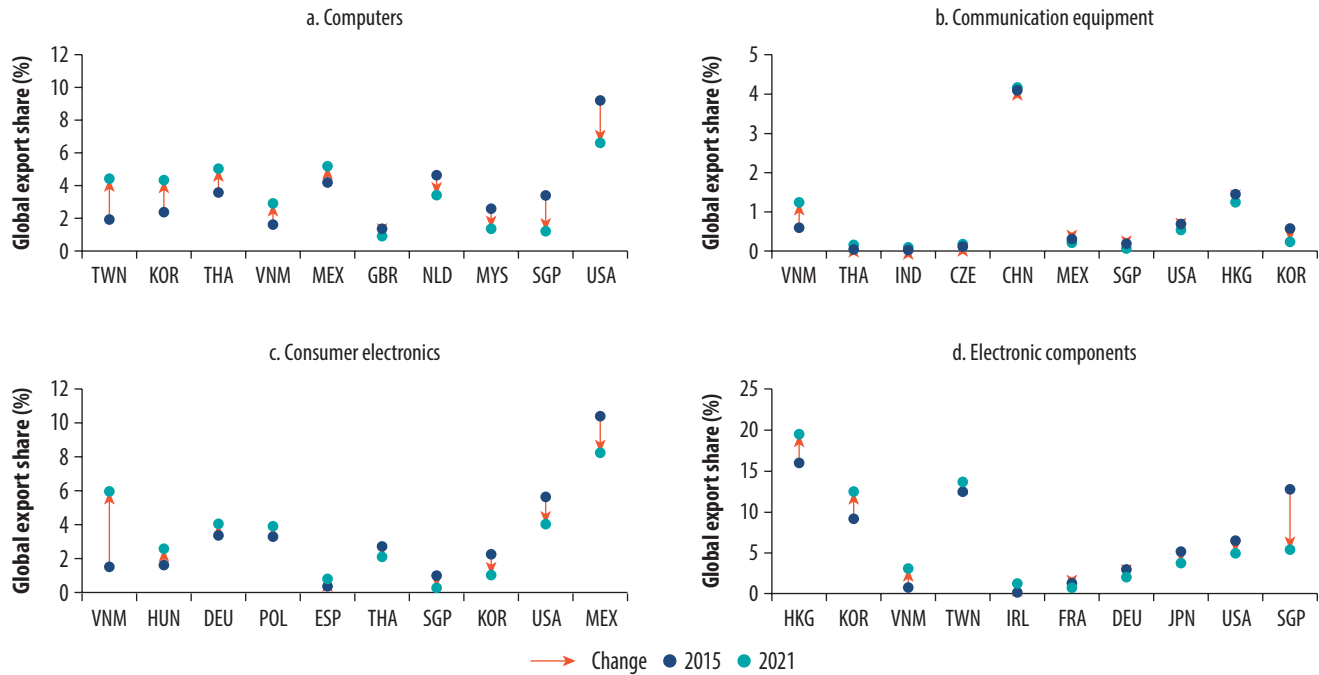 a. Computers
Global export share (%)
12
10
8
6
4
2
0
TWN KOR THA VNM MEX GBR NLD MYS SGP USA
b. Communication equipment
Global export share (%)
5
4
3
2
1
0
VNM THA IND CZE CHN MEX SGP USA HKG KOR
c. Consumer electronics
Global export share (%)
12
10
8
6
4
2
0
VNM HUN DEU POL ESP THA SGP KOR USA MEX
d. Electronic components
Global export share (%)
25
20
15
10
5
0
HKG KOR VNM TWN IRL FRA DEU JPN USA SGP
Change 2015 2021